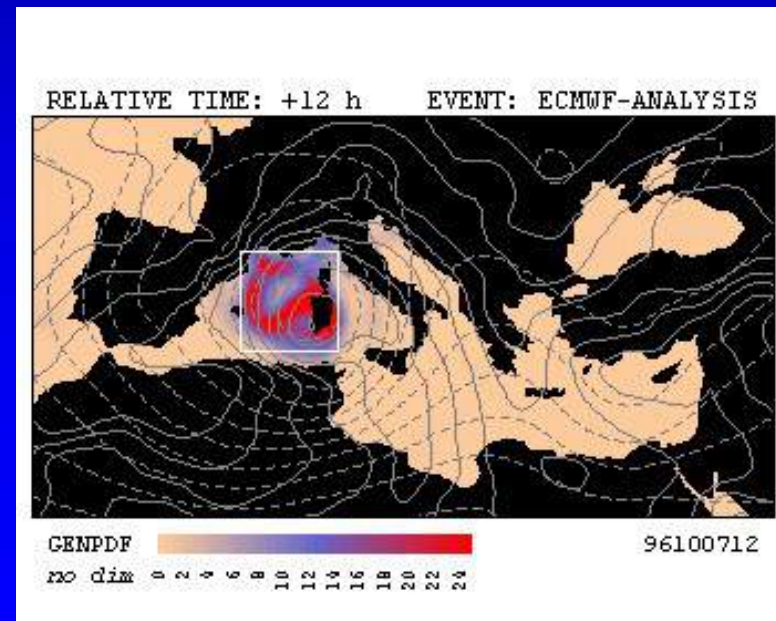 RELATIVE TIME: +12 h EVENT: ECMWF-ANALYSIS
GENPDF 96100712
no dim 0 2 4 6 8 10 12 14 16 18 20 22 24